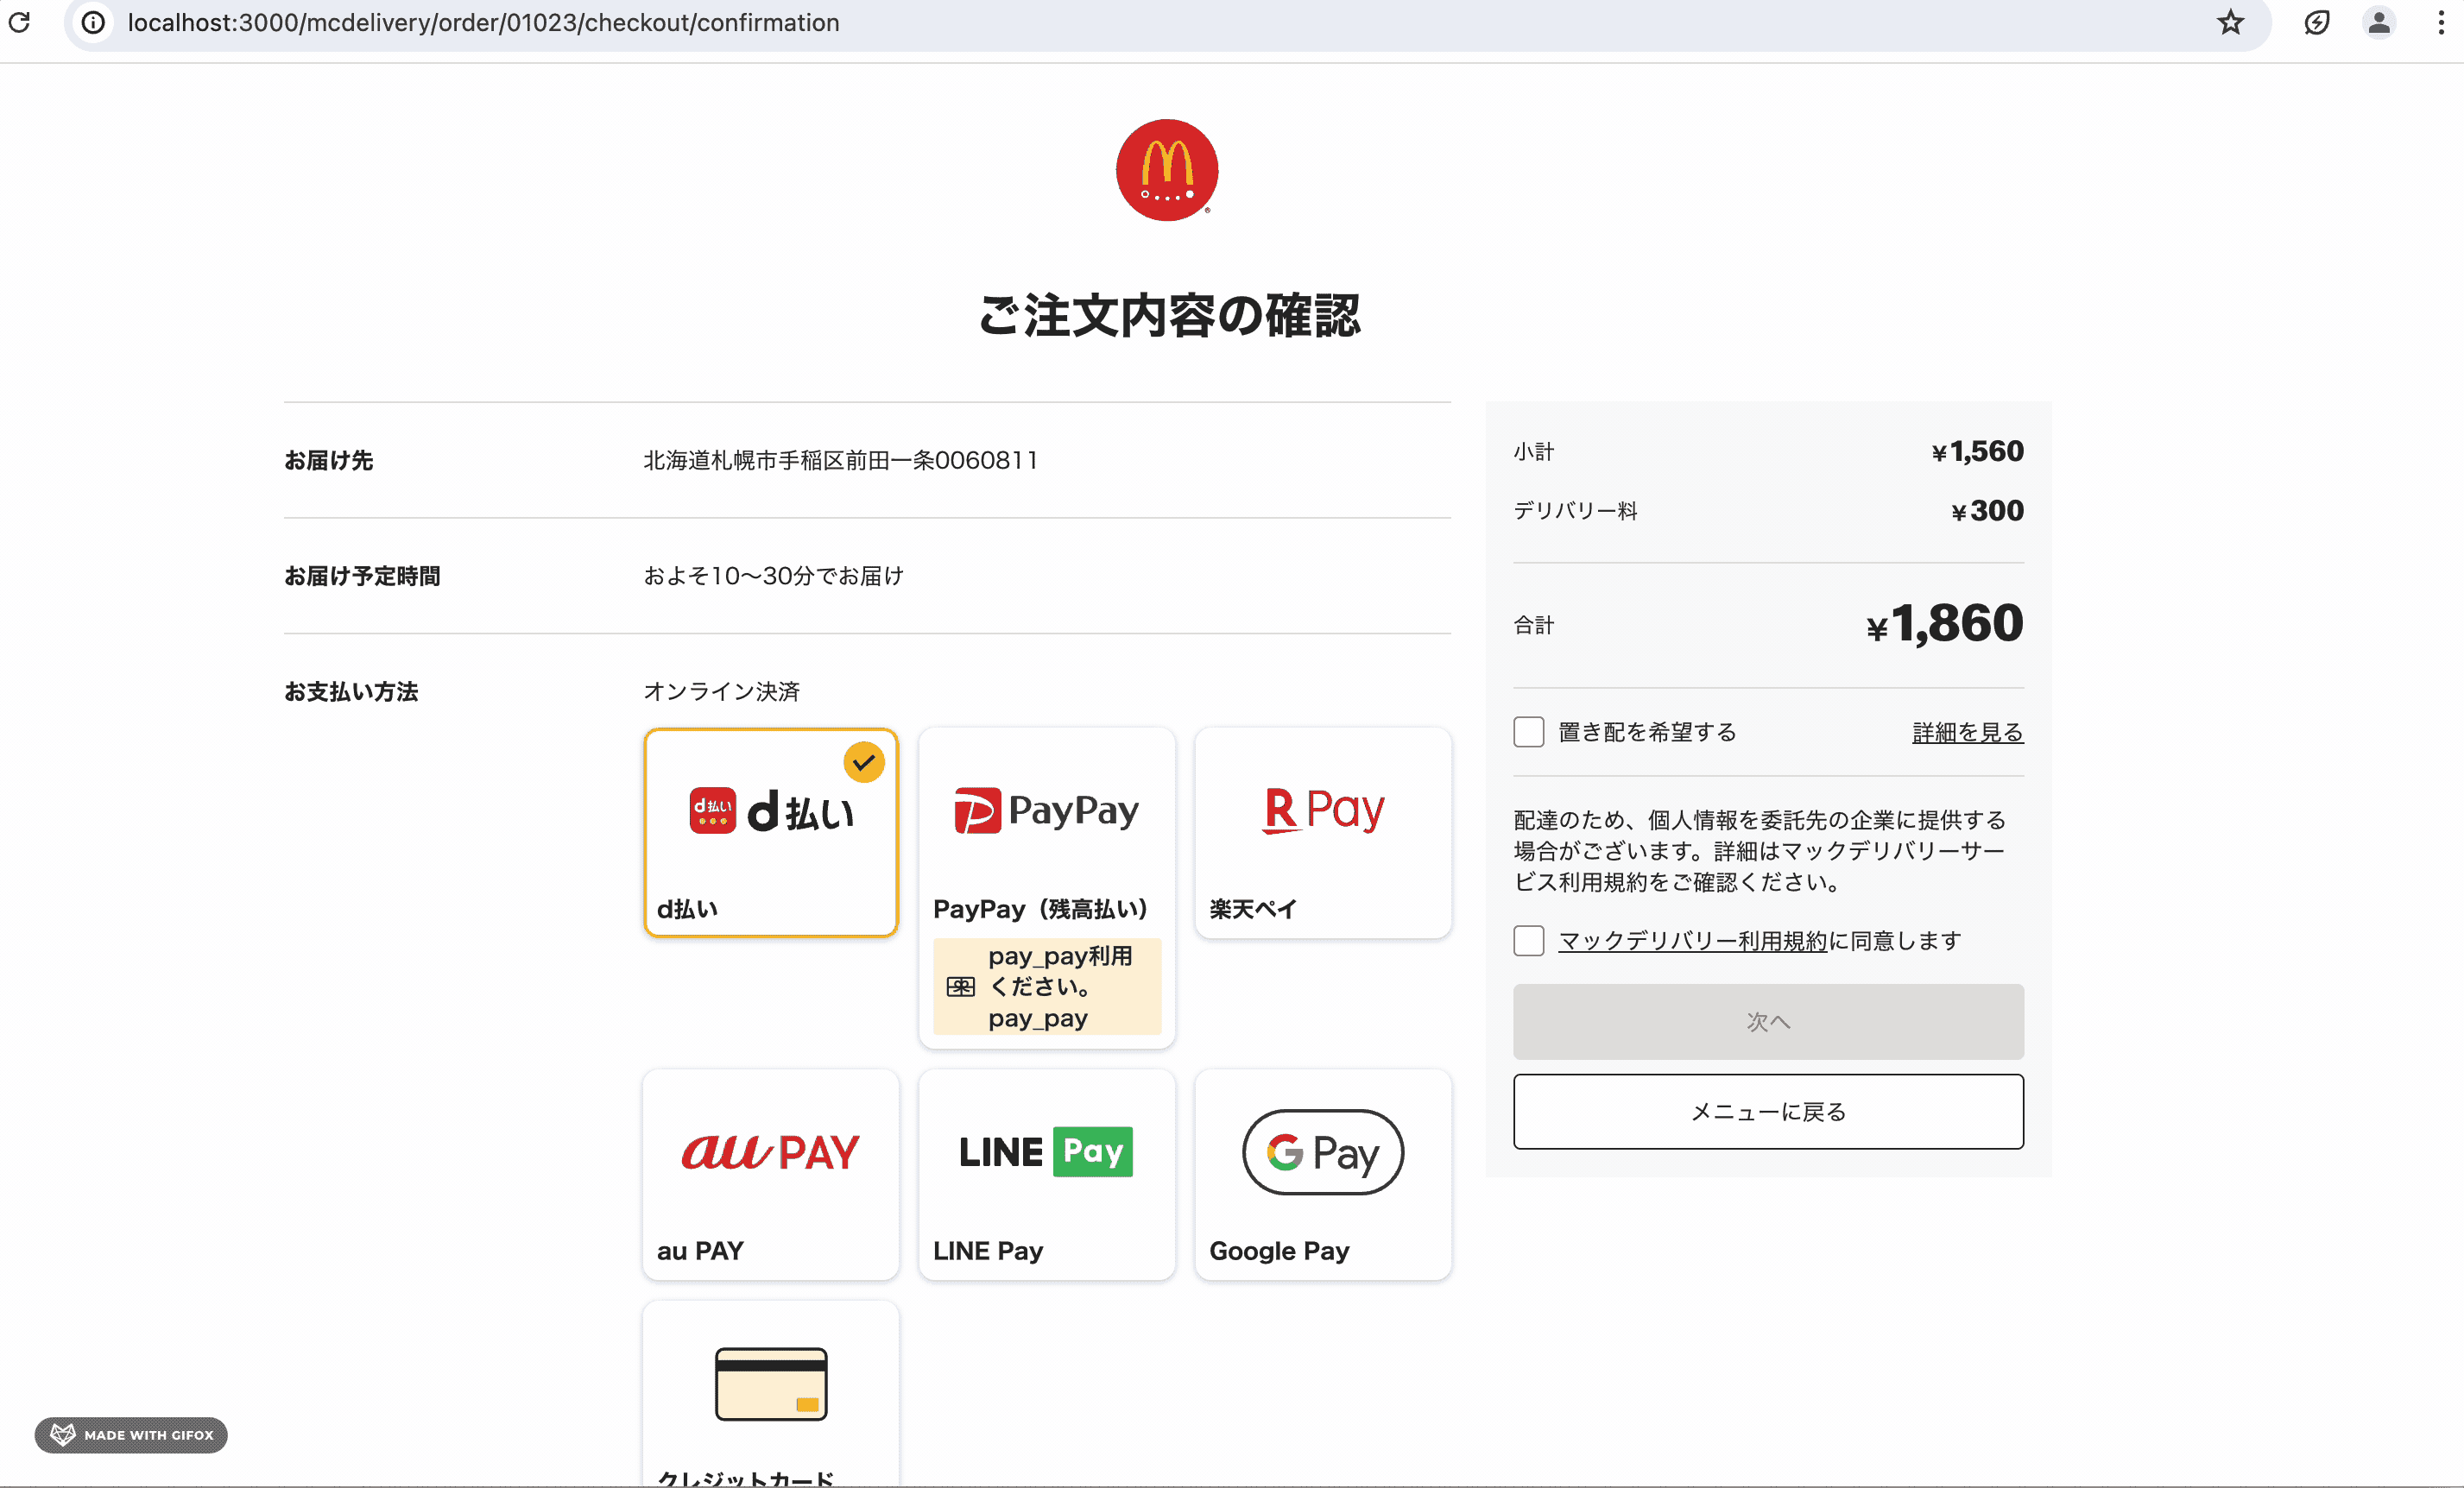 localhost:3000/mcdelivery/order/01023/checkout/confirmation
ご注文内容の確認
お届け先
北海道札幌市手稲区前田一条0060811
お届け予定時間
およそ10〜30分でお届け
お支払い方法
オンライン決済
d払い
d払い
d払い
PayPay
PayPay（残高払い）
pay_pay利用
ください。
pay_pay
R Pay
楽天ペイ
au PAY
au PAY
LINE Pay
LINE Pay
G Pay
Google Pay
クレジットカード
小計
¥1,560
デリバリー料
¥300
合計
¥1,860
置き配を希望する
詳細を見る
配達のため、個人情報を委託先の企業に提供する
場合がございます。詳細はマックデリバリーサー
ビス利用規約をご確認ください。
マックデリバリー利用規約に同意します
次へ
メニューに戻る
MADE WITH GIFOX